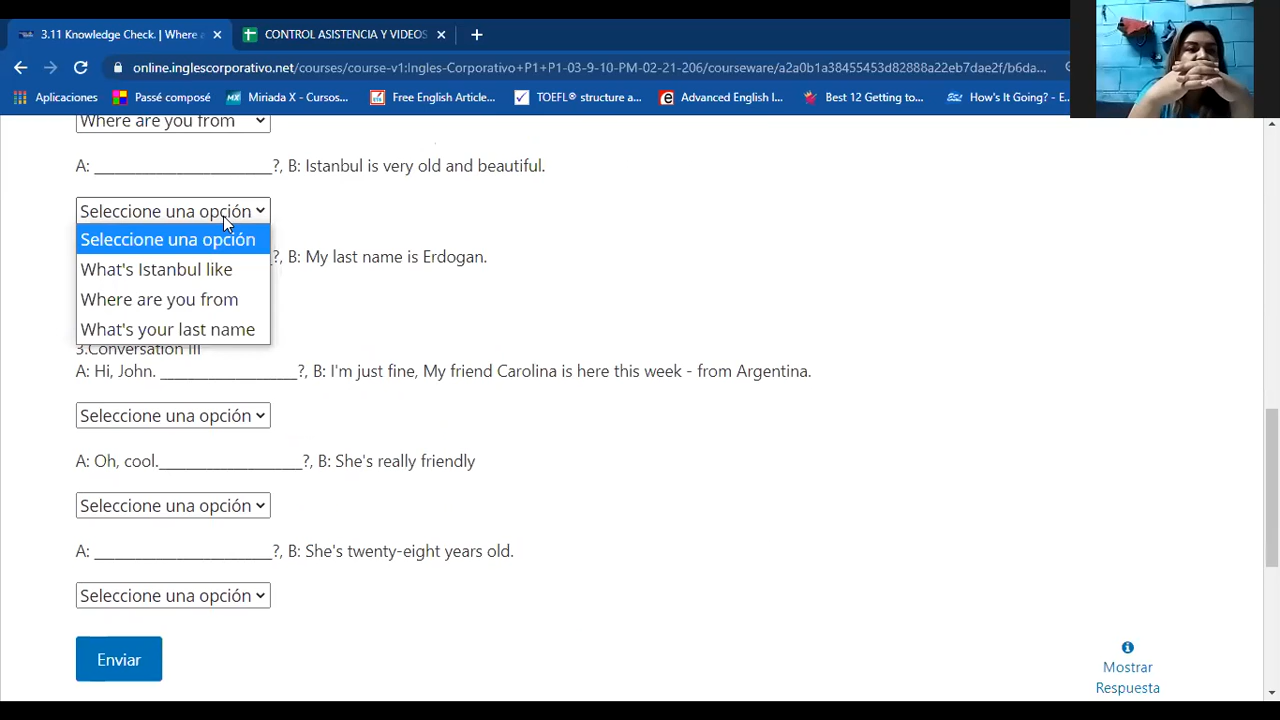 3.11 Knowledge Check. | Where a
CONTROL ASISTENCIA Y VIDEOS
online.inglescorporativo.net/courses/course-v1:Ingles-Corporativo+P1+P1-03-9-10-PM-02-21-206/courseware/a2a0b1a38455453d82888a22eb7dae2f/b6da...
Aplicaciones
Passé composé
Miriada X - Cursos...
Free English Article...
TOEFL® structure a...
Advanced English I...
Best 12 Getting to...
How's It Going? - E...
Where are you from
A: ____________________?, B: Istanbul is very old and beautiful.
Seleccione una opción
Seleccione una opción
What's Istanbul like
?, B: My last name is Erdogan.
Where are you from
What's your last name
3.Conversation III
A: Hi, John. _______________?, B: I'm just fine, My friend Carolina is here this week - from Argentina.
Seleccione una opción
A: Oh, cool.________________?, B: She's really friendly
Seleccione una opción
A: ____________________?, B: She's twenty-eight years old.
Seleccione una opción
Enviar
Mostrar
Respuesta